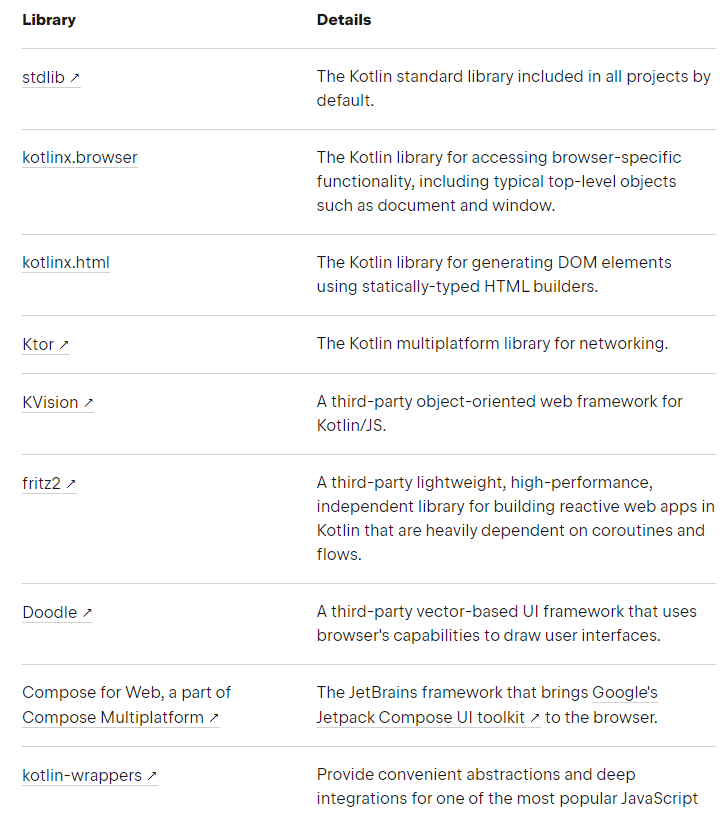 Library Details
stdlib ↗ The Kotlin standard library included in all projects by
default.
kotlinx.browser The Kotlin library for accessing browser-specific
functionality, including typical top-level objects
such as document and window.
kotlinx.html The Kotlin library for generating DOM elements
using statically-typed HTML builders.
Ktor ↗ The Kotlin multiplatform library for networking.
KVision ↗ A third-party object-oriented web framework for
Kotlin/JS.
fritz2 ↗ A third-party lightweight, high-performance,
independent library for building reactive web apps in
Kotlin that are heavily dependent on coroutines and
flows.
Doodle ↗ A third-party vector-based UI framework that uses
browser's capabilities to draw user interfaces.
Compose for Web, a part of The JetBrains framework that brings Google's
Compose Multiplatform ↗ Jetpack Compose UI toolkit ↗ to the browser.
kotlin-wrappers ↗ Provide convenient abstractions and deep
integrations for one of the most popular JavaScript